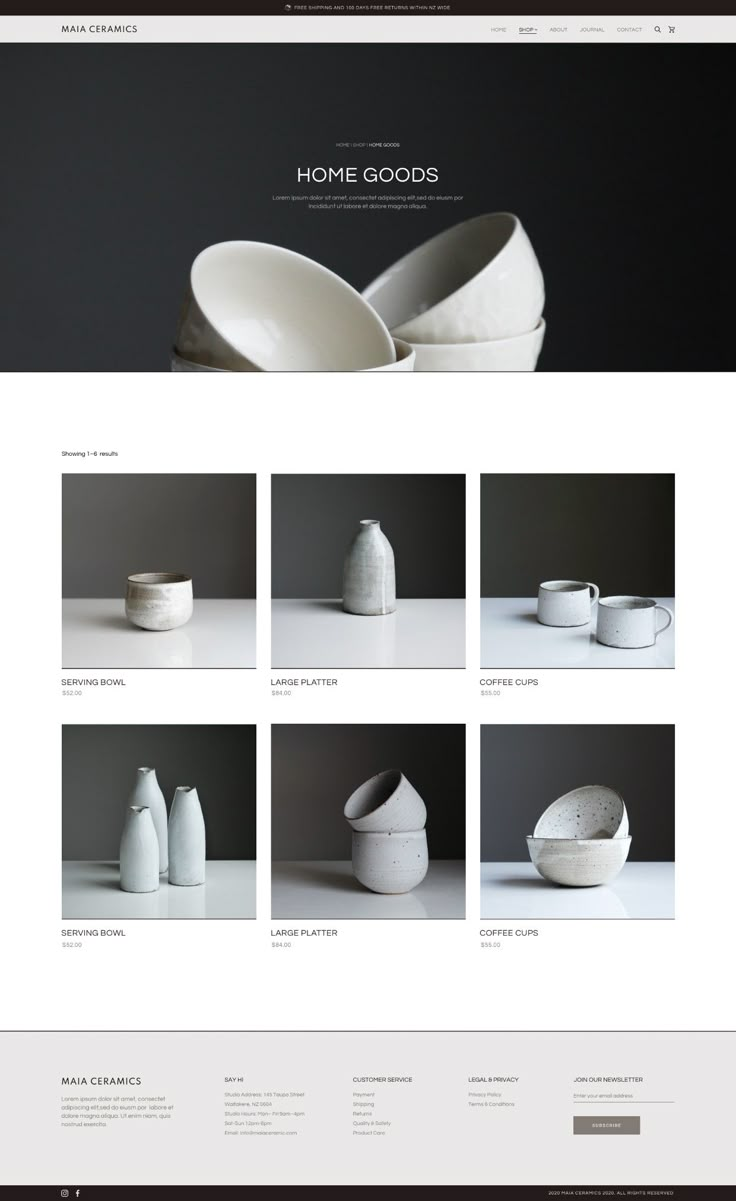 FREE SHIPPING AND 100 DAYS FREE RETURNS WITHIN NZ WIDE
MAIA CERAMICS
HOME SHOP ABOUT JOURNAL CONTACT
HOME | SHOP | HOME GOODS
HOME GOODS
Lorem ipsum dolor sit amet, consectet adipiscing elit,sed do eiusm por
incididunt ut labore et dolore magna aliqua.
Showing 1–6 results
SERVING BOWL
$52.00
LARGE PLATTER
$84.00
COFFEE CUPS
$55.00
SERVING BOWL
$52.00
LARGE PLATTER
$84.00
COFFEE CUPS
$55.00
MAIA CERAMICS
Lorem ipsum dolor sit amet, consectet
adipiscing elit,sed do eiusm por labore et
dolore magna aliqua. Ut enim niam, quis
nostrud exercita.
SAY HI
Studio Address: 145 Taupo Street
Waitakere, NZ 0604
Studio Hours: Mon- Fri 9am-4pm
Sat-Sun 12am-6pm
Email: info@maiaceramic.com
CUSTOMER SERVICE
Payment
Shipping
Returns
Quality & Safety
Product Care
LEGAL & PRIVACY
Privacy Policy
Terms & Conditions
JOIN OUR NEWSLETTER
Enter your email address
SUBSCRIBE
2020 MAIA CERAMICS 2020. ALL RIGHTS RESERVED